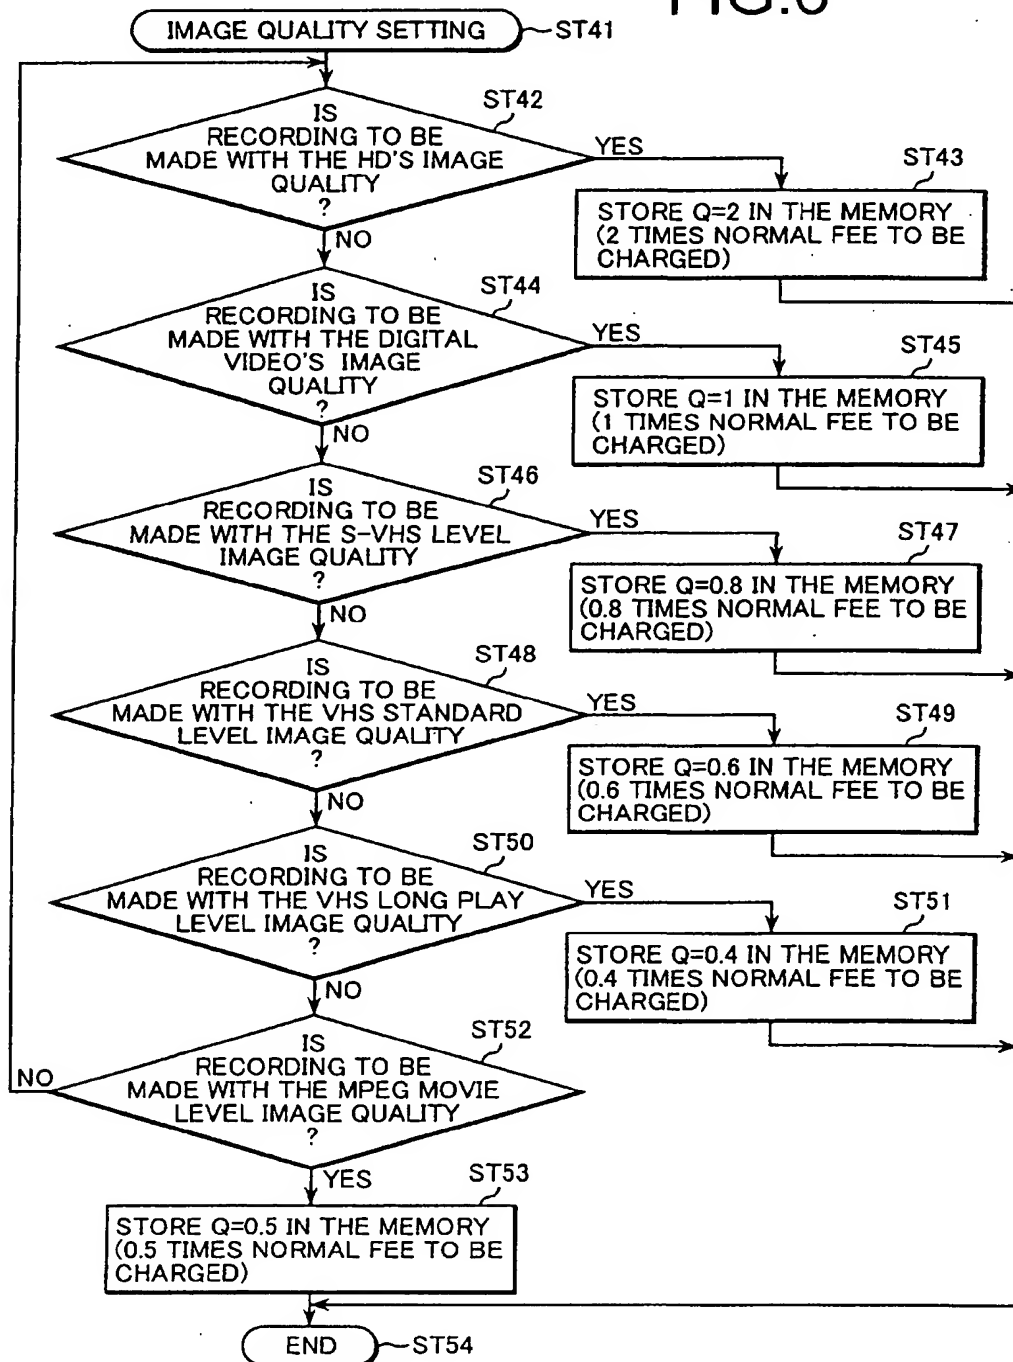 FIG.6
IMAGE QUALITY SETTING
ST41
ST42
IS
RECORDING TO BE
MADE WITH THE HD'S IMAGE
QUALITY
?
YES
NO
ST43
STORE Q=2 IN THE MEMORY
(2 TIMES NORMAL FEE TO BE
CHARGED)
ST44
IS
RECORDING TO BE
MADE WITH THE DIGITAL
VIDEO'S IMAGE
QUALITY
?
YES
NO
ST45
STORE Q=1 IN THE MEMORY
(1 TIMES NORMAL FEE TO BE
CHARGED)
ST46
IS
RECORDING TO BE
MADE WITH THE S-VHS LEVEL
IMAGE QUALITY
?
YES
NO
ST47
STORE Q=0.8 IN THE MEMORY
(0.8 TIMES NORMAL FEE TO BE
CHARGED)
ST48
IS
RECORDING TO BE
MADE WITH THE VHS STANDARD
LEVEL IMAGE QUALITY
?
YES
NO
ST49
STORE Q=0.6 IN THE MEMORY
(0.6 TIMES NORMAL FEE TO BE
CHARGED)
ST50
IS
RECORDING TO BE
MADE WITH THE VHS LONG PLAY
LEVEL IMAGE QUALITY
?
YES
NO
ST51
STORE Q=0.4 IN THE MEMORY
(0.4 TIMES NORMAL FEE TO BE
CHARGED)
ST52
IS
RECORDING TO BE
MADE WITH THE MPEG MOVIE
LEVEL IMAGE QUALITY
?
NO
YES
ST53
STORE Q=0.5 IN THE MEMORY
(0.5 TIMES NORMAL FEE TO BE
CHARGED)
END
ST54